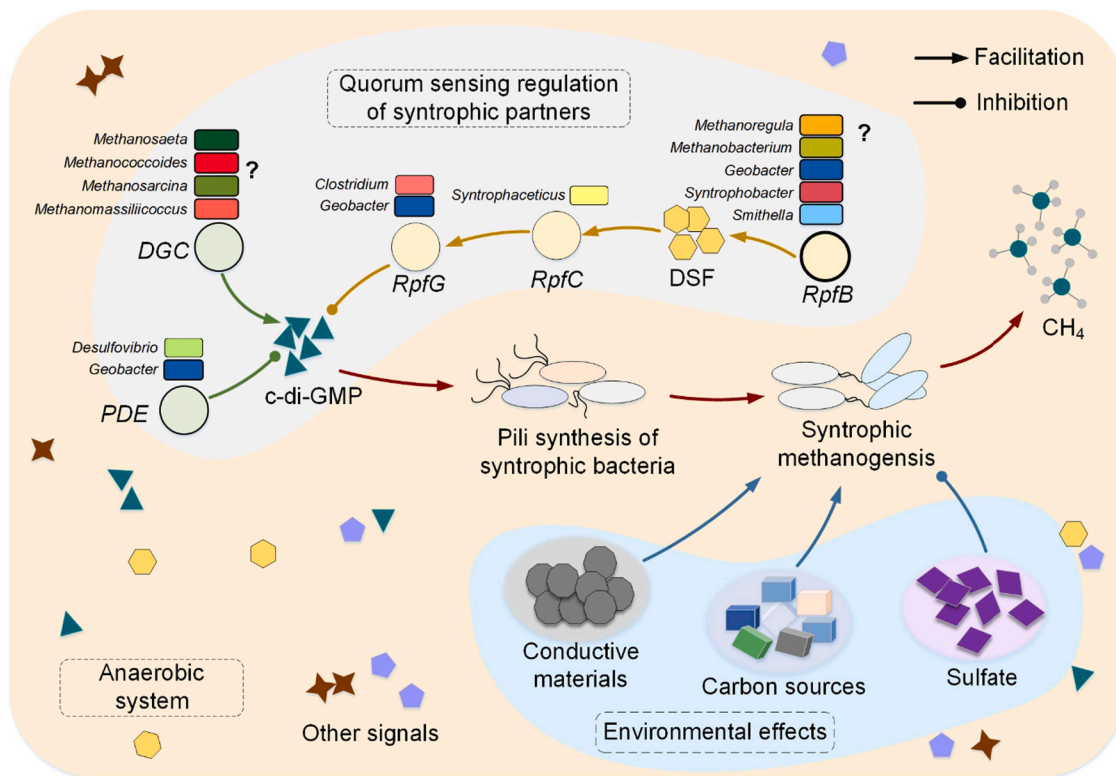 Quorum sensing regulation
of syntrophic partners
Facilitation
Inhibition
Methanosaeta
Methanococcoides
Methanosarcina
Methanomassiliicoccus
?
DGC
Clostridium
Geobacter
RpfG
Syntrophaceticus
RpfC
DSF
Methanoregula
Methanobacterium
Geobacter
Syntrophobacter
Smithella
?
RpfB
CH4
Desulfovibrio
Geobacter
PDE
c-di-GMP
Pili synthesis of
syntrophic bacteria
Syntrophic
methanogensis
Conductive
materials
Carbon sources
Sulfate
Environmental effects
Anaerobic
system
Other signals